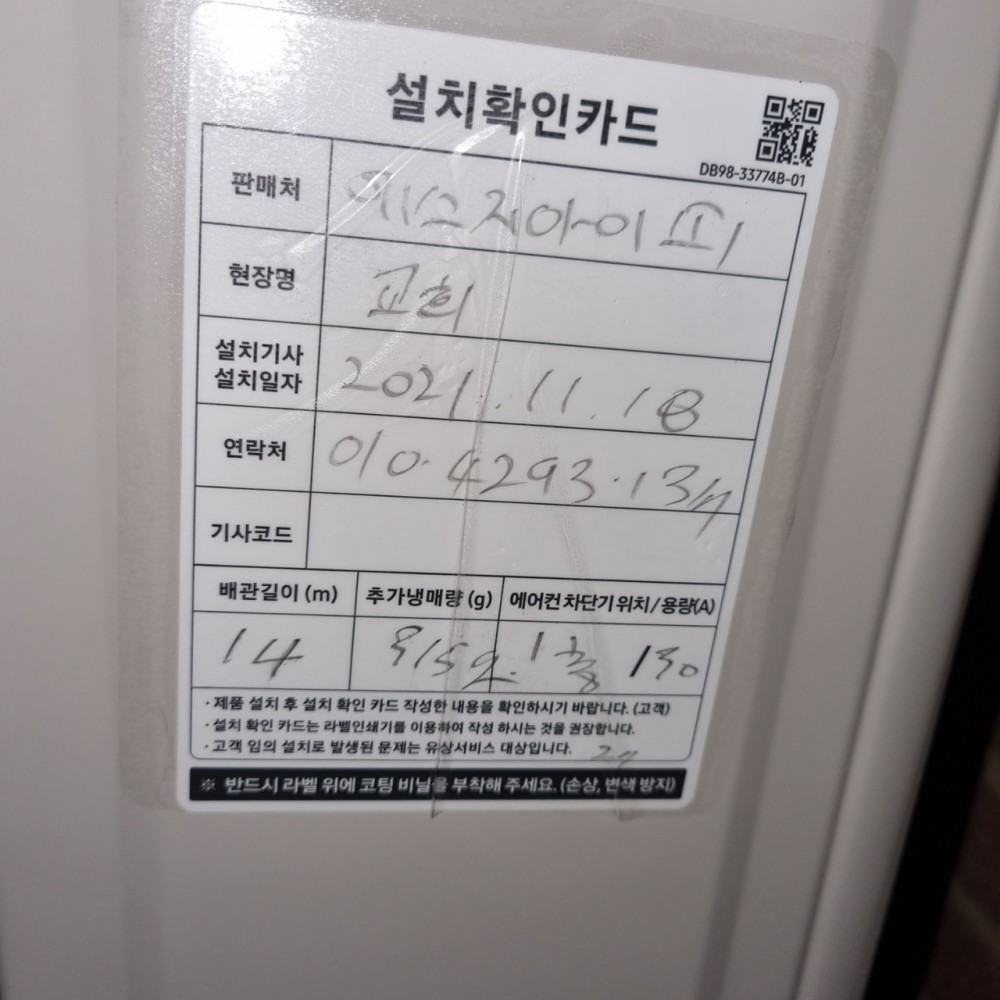 설치확인카드
DB98-33774B-01
판매처 에스지아이피
현장명 교회
설치기사
설치일자 2021. 11. 18
연락처
기사코드
배관길이 (m) 추가냉매량 (g) 에어컨 차단기 위치 / 용량(A)
14 1층
· 제품 설치 후 설치 확인 카드 작성한 내용을 확인하시기 바랍니다. (고객)
· 설치 확인 카드는 라벨인쇄기를 이용하여 작성 하시는 것을 권장합니다.
· 고객 임의 설치로 발생된 문제는 유상서비스 대상입니다.
※ 반드시 라벨 위에 코팅 비닐을 부착해 주세요. (손상, 변색 방지)